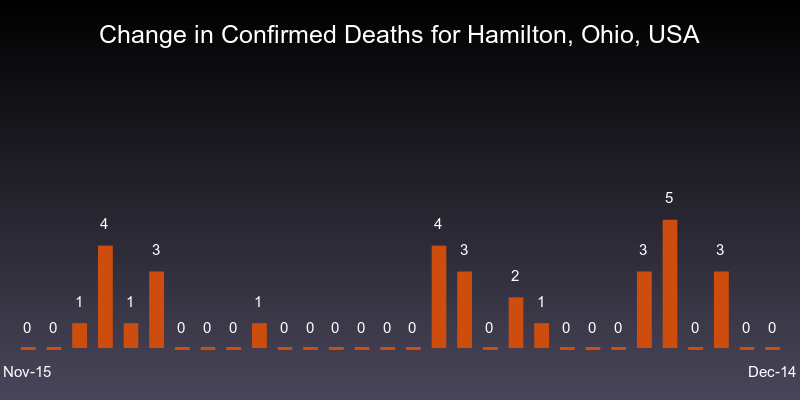 Change in Confirmed Deaths for Hamilton, Ohio, USA
0 0 1 4 1 3 0 0 0 1 0 0 0 0 0 0 4 3 0 2 1 0 0 0 3 5 0 3 0 0
Nov-15 Dec-14